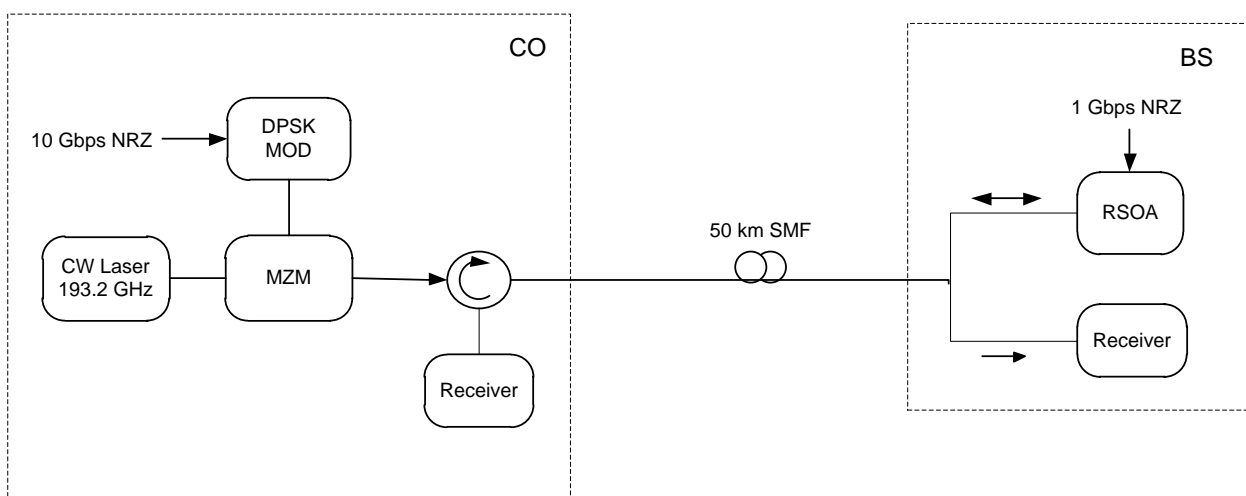 CO
10 Gbps NRZ
DPSK
MOD
CW Laser
193.2 GHz
MZM
Receiver
50 km SMF
BS
1 Gbps NRZ
RSOA
Receiver